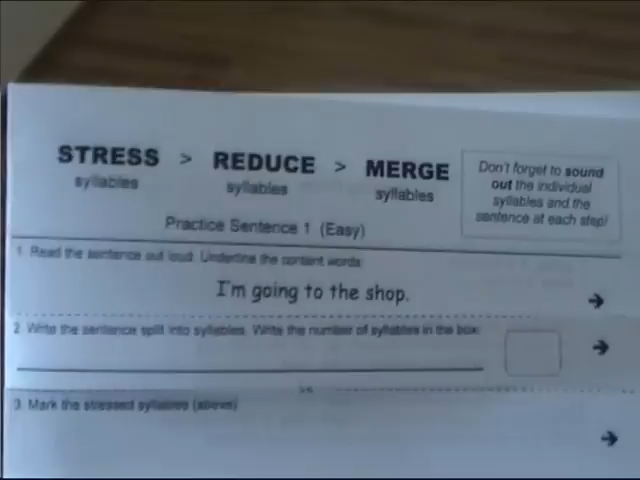 STRESS > REDUCE > MERGE
syllables syllables syllables
Don't forget to sound
out the individual
syllables and the
sentence at each step!
Practice Sentence 1 (Easy)
1. Read the sentence out loud. Underline the content words.
I'm going to the shop.
2. Write the sentence split into syllables. Write the number of syllables in the box.
3. Mark the stressed syllables (above)